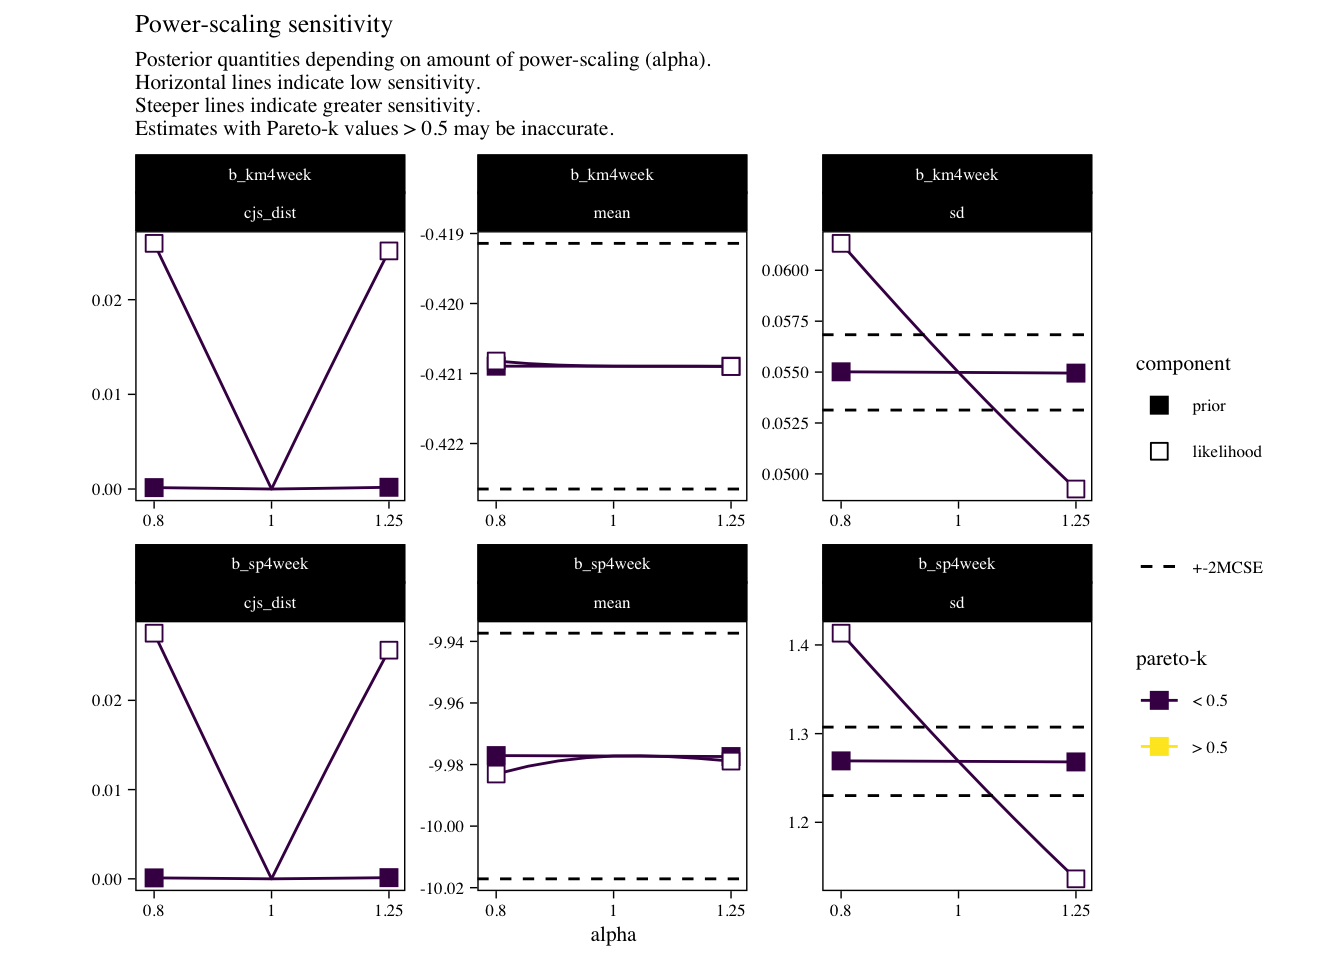 Power-scaling sensitivity
Posterior quantities depending on amount of power-scaling (alpha).
Horizontal lines indicate low sensitivity.
Steeper lines indicate greater sensitivity.
Estimates with Pareto-k values > 0.5 may be inaccurate.
b_km4week
cjs_dist
0.02
0.01
0.00
0.8 1 1.25
b_km4week
mean
-0.419
-0.420
-0.421
-0.422
0.8 1 1.25
b_km4week
sd
0.0600
0.0575
0.0550
0.0525
0.0500
0.8 1 1.25
b_sp4week
cjs_dist
0.02
0.01
0.00
0.8 1 1.25
b_sp4week
mean
-9.94
-9.96
-9.98
-10.00
-10.02
0.8 1 1.25
b_sp4week
sd
1.4
1.3
1.2
0.8 1 1.25
alpha
component
prior
likelihood
+-2MCSE
pareto-k
< 0.5
> 0.5